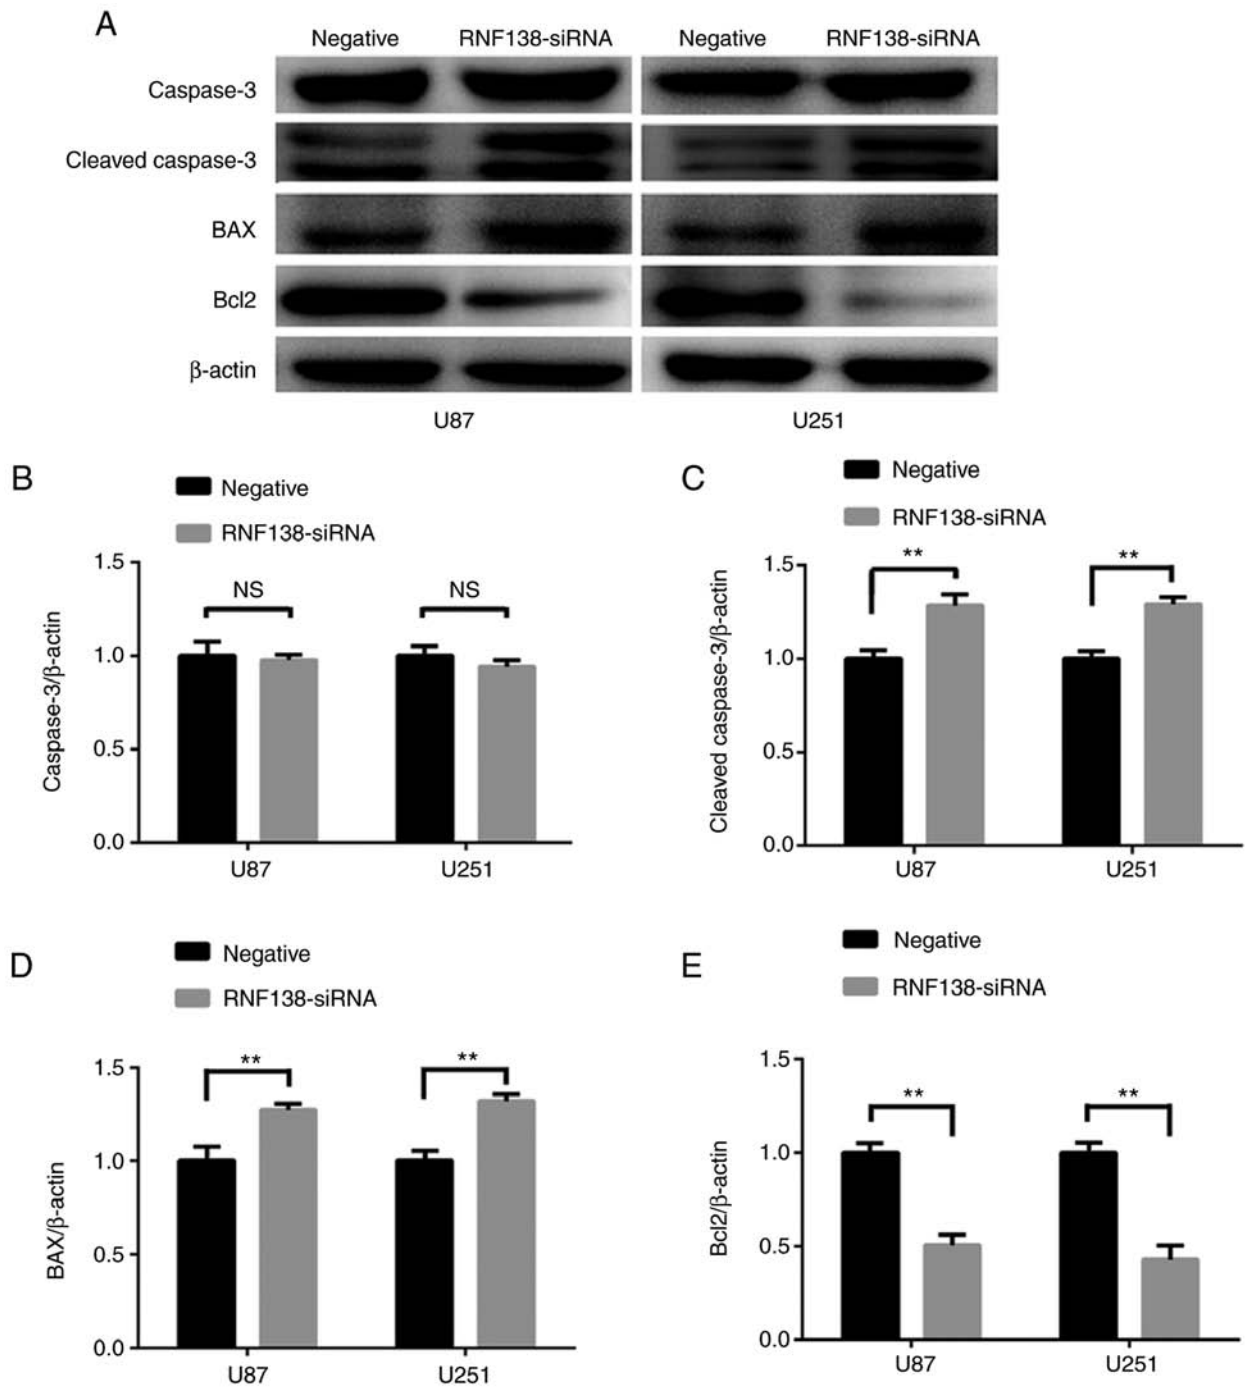 A
Negative RNF138-siRNA Negative RNF138-siRNA
Caspase-3
Cleaved caspase-3
BAX
Bcl2
β-actin
U87 U251
B
Negative
RNF138-siRNA
Caspase-3/β-actin
1.5
1.0
0.5
0.0
NS NS
U87 U251
C
Negative
RNF138-siRNA
Cleaved caspase-3/β-actin
1.5
1.0
0.5
0.0
** **
U87 U251
D
Negative
RNF138-siRNA
BAX/β-actin
1.5
1.0
0.5
0.0
** **
U87 U251
E
Negative
RNF138-siRNA
Bcl2/β-actin
1.5
1.0
0.5
0.0
** **
U87 U251